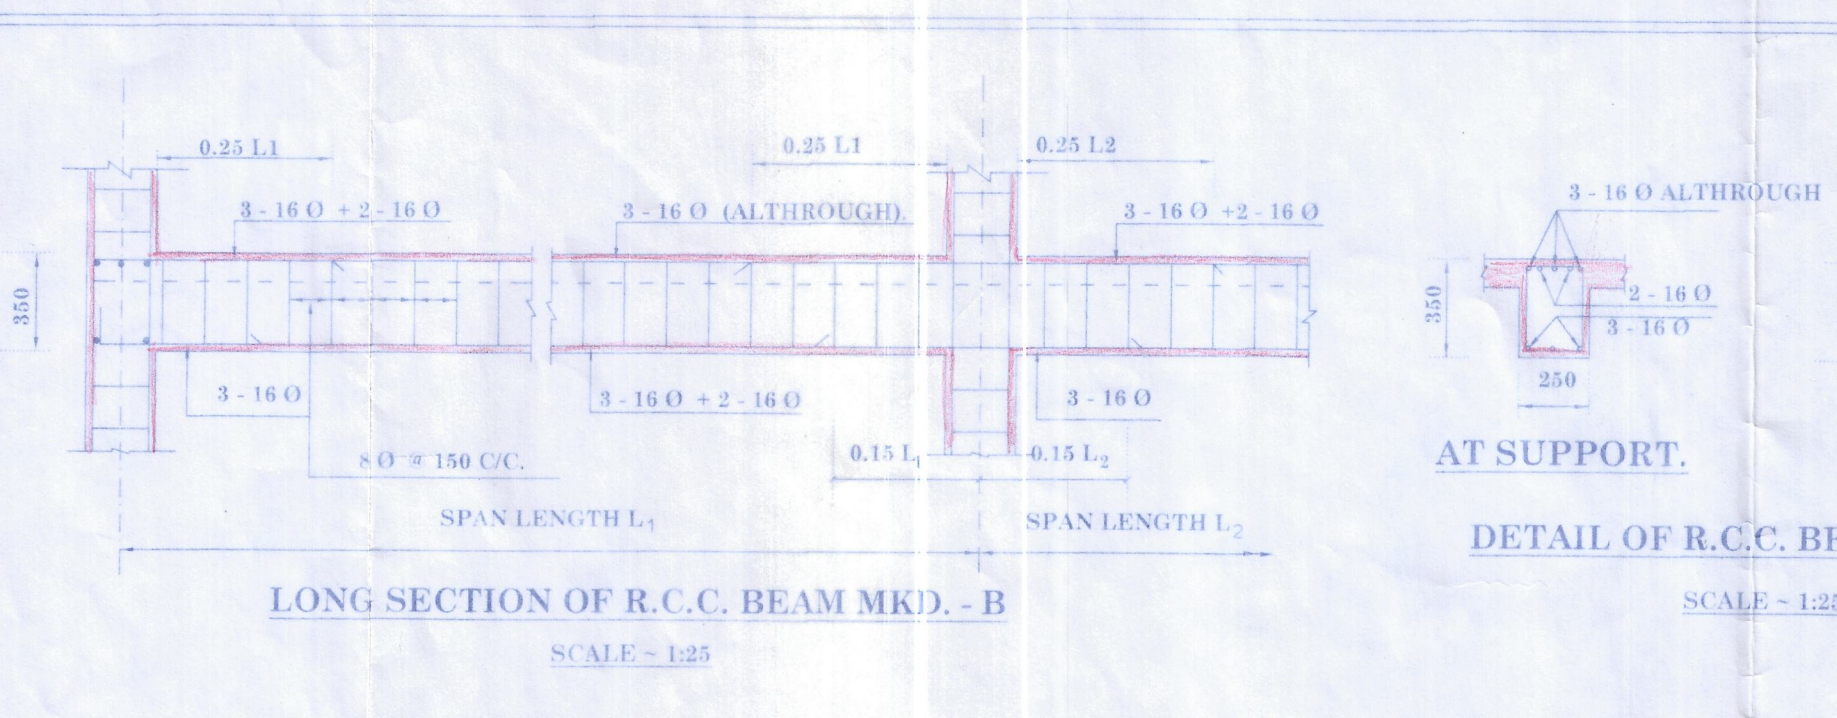 0.25 L1
0.25 L1
0.25 L2
3 - 16 Ø + 2 - 16 Ø
3 - 16 Ø (ALTHROUGH).
3 - 16 Ø +2 - 16 Ø
3 - 16 Ø ALTHROUGH
350
350
2 - 16 Ø
3 - 16 Ø
3 - 16 Ø
3 - 16 Ø + 2 - 16 Ø
3 - 16 Ø
250
8 Ø @ 150 C/C.
0.15 L1
0.15 L2
AT SUPPORT.
SPAN LENGTH L1
SPAN LENGTH L2
DETAIL OF R.C.C. BE
LONG SECTION OF R.C.C. BEAM MKD. - B
SCALE ~ 1:25
SCALE ~ 1:25